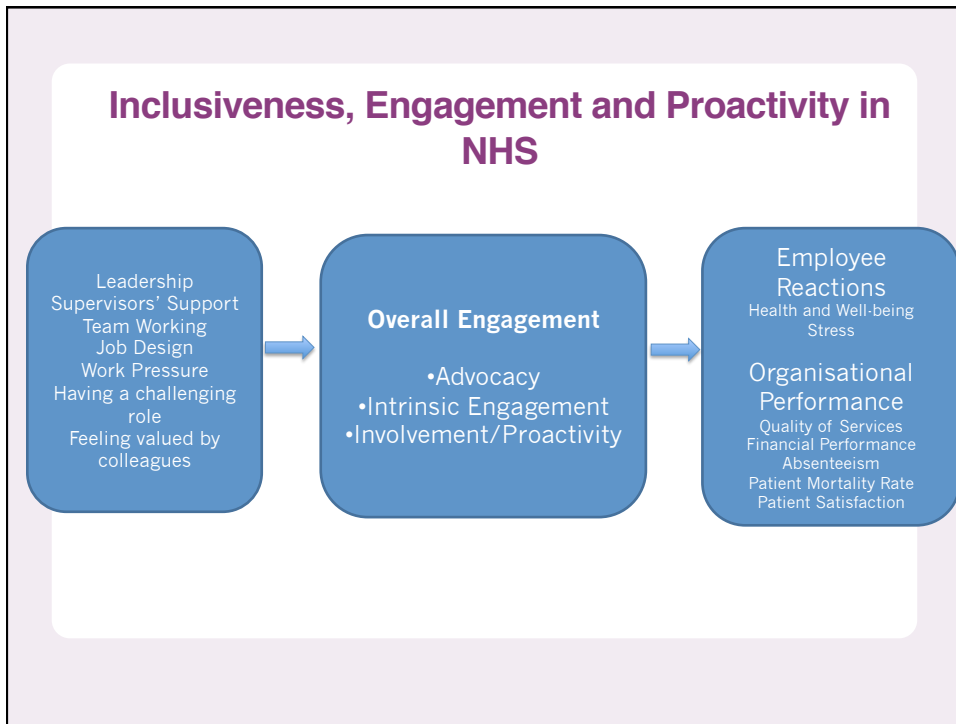 Inclusiveness, Engagement and Proactivity in
NHS
Leadership
Supervisors’ Support
Team Working
Job Design
Work Pressure
Having a challenging
role
Feeling valued by
colleagues
Overall Engagement
•Advocacy
•Intrinsic Engagement
•Involvement/Proactivity
Employee
Reactions
Health and Well-being
Stress
Organisational
Performance
Quality of Services
Financial Performance
Absenteeism
Patient Mortality Rate
Patient Satisfaction